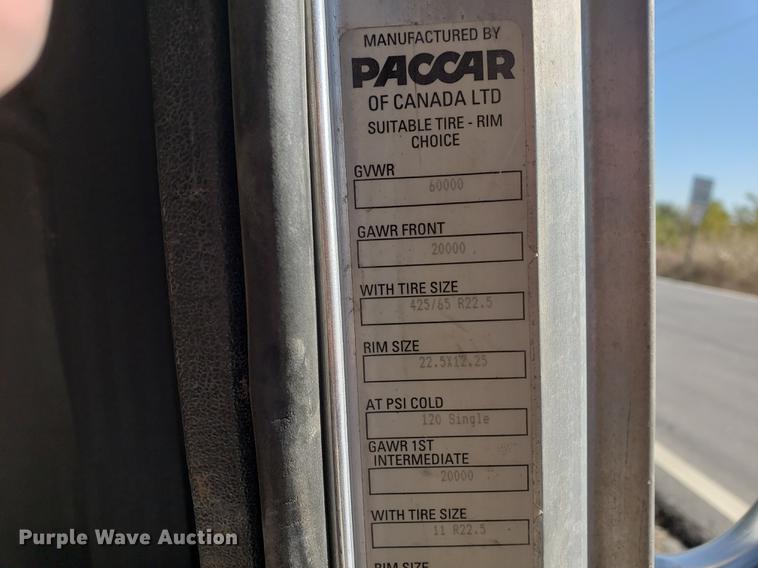 MANUFACTURED BY
PACCAR
OF CANADA LTD
SUITABLE TIRE - RIM
CHOICE
GVWR
60000
GAWR FRONT
20000
WITH TIRE SIZE
425/65 R22.5
RIM SIZE
22.5X12.25
AT PSI COLD
120 Single
GAWR 1ST
INTERMEDIATE
20000
WITH TIRE SIZE
11 R22.5
RIM SIZE
Purple Wave Auction®